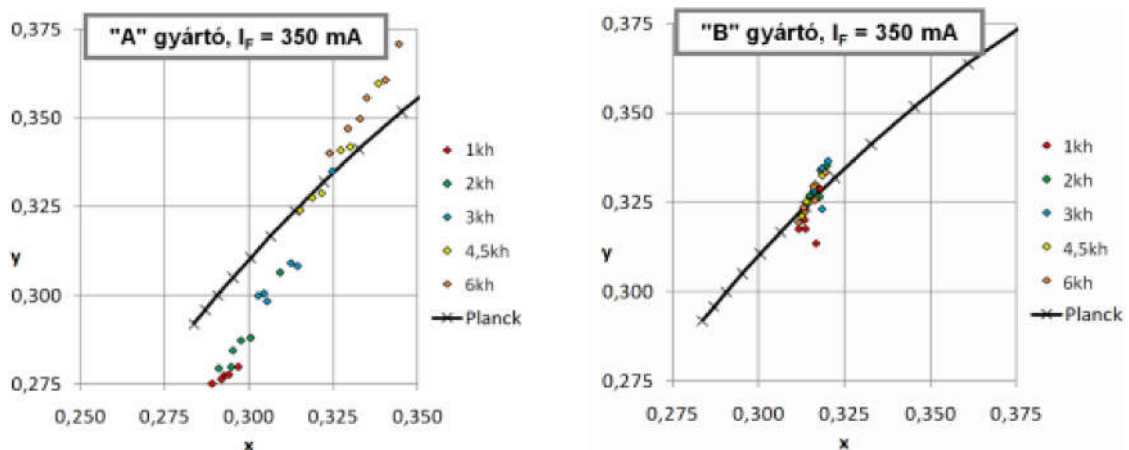 "A" gyártó, IF = 350 mA
0,375
0,350
0,325
y
0,300
0,275
0,250 0,275 0,300 0,325 0,350
x
1kh
2kh
3kh
4,5kh
6kh
Planck
"B" gyártó, IF = 350 mA
0,375
0,350
0,325
y
0,300
0,275
0,275 0,300 0,325 0,350 0,375
x
1kh
2kh
3kh
4,5kh
6kh
Planck